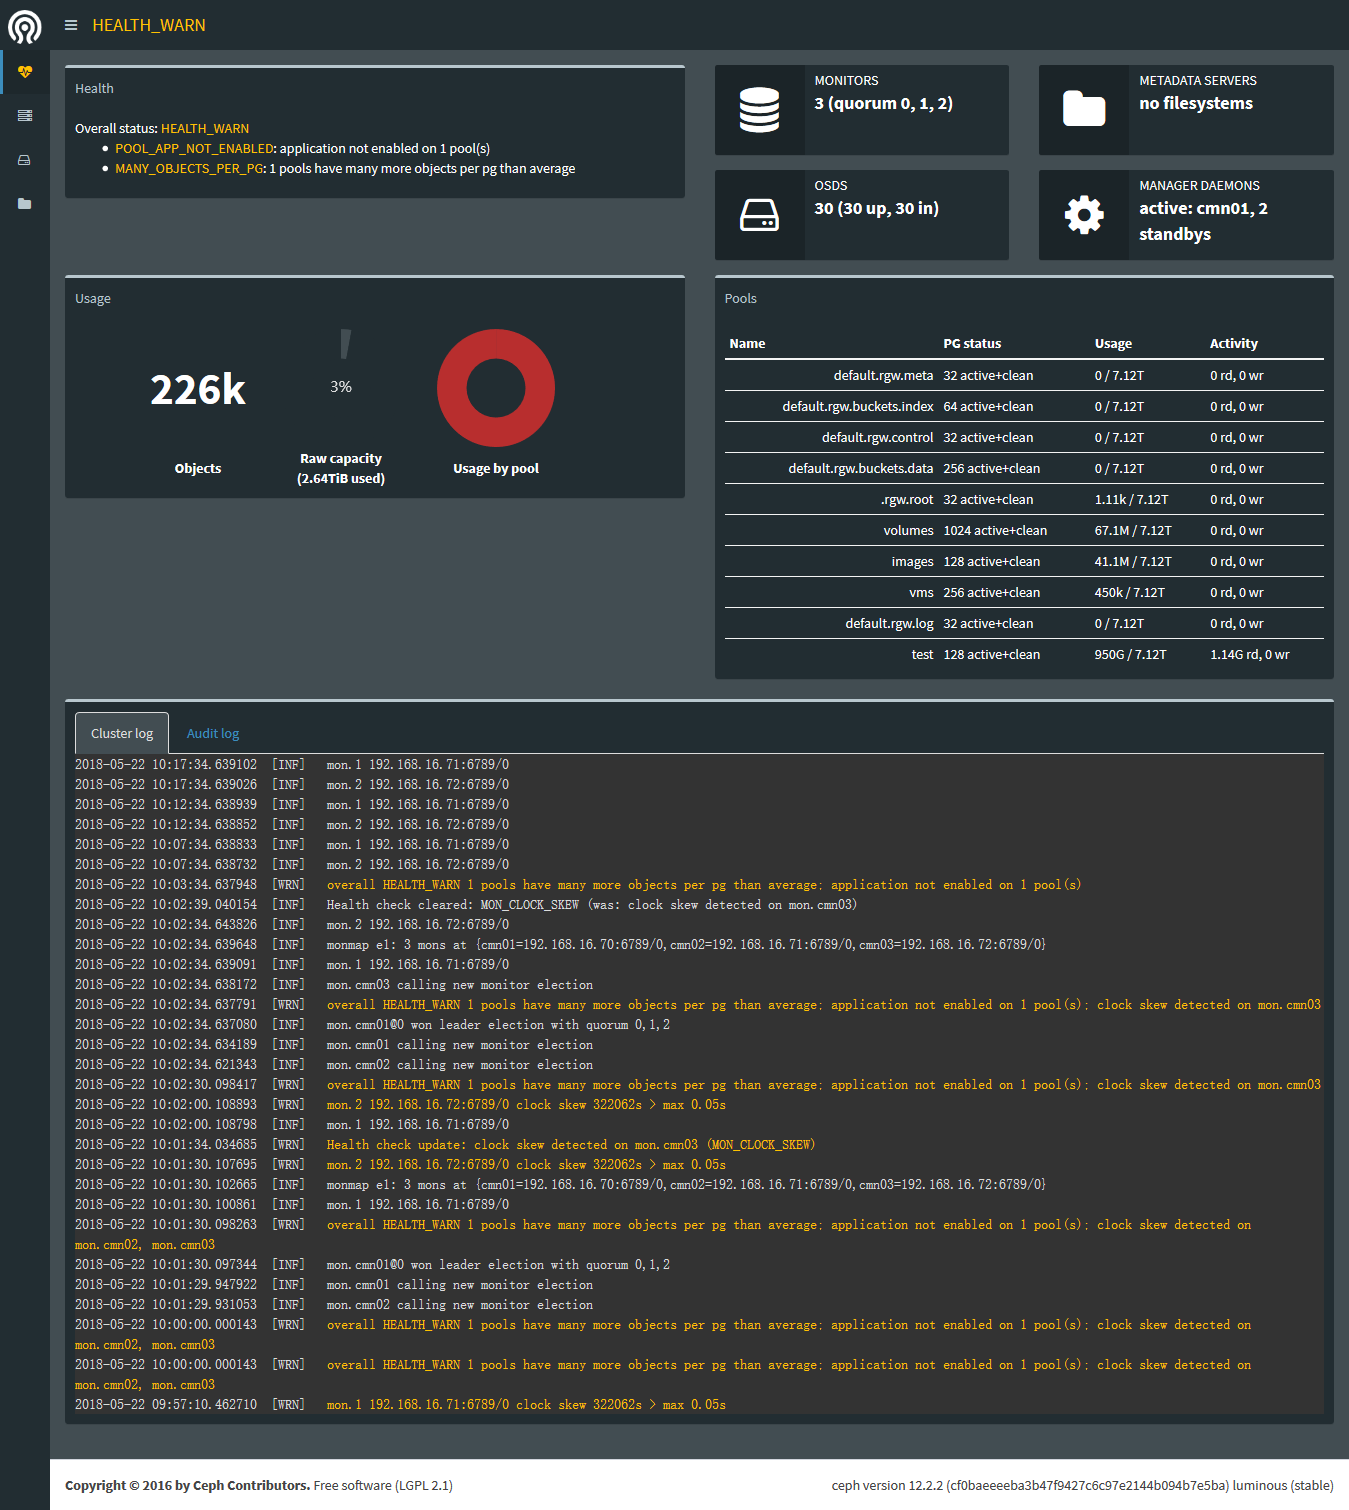 HEALTH_WARN
Health
Overall status: HEALTH_WARN
POOL_APP_NOT_ENABLED: application not enabled on 1 pool(s)
MANY_OBJECTS_PER_PG: 1 pools have many more objects per pg than average
MONITORS
3 (quorum 0, 1, 2)
METADATA SERVERS
no filesystems
OSDS
30 (30 up, 30 in)
MANAGER DAEMONS
active: cmn01, 2
standbys
Usage
226k
Objects
3%
Raw capacity
(2.64TiB used)
Usage by pool
Pools
Name PG status Usage Activity
default.rgw.meta 32 active+clean 0 / 7.12T 0 rd, 0 wr
default.rgw.buckets.index 64 active+clean 0 / 7.12T 0 rd, 0 wr
default.rgw.control 32 active+clean 0 / 7.12T 0 rd, 0 wr
default.rgw.buckets.data 256 active+clean 0 / 7.12T 0 rd, 0 wr
.rgw.root 32 active+clean 1.11k / 7.12T 0 rd, 0 wr
volumes 1024 active+clean 67.1M / 7.12T 0 rd, 0 wr
images 128 active+clean 41.1M / 7.12T 0 rd, 0 wr
vms 256 active+clean 450k / 7.12T 0 rd, 0 wr
default.rgw.log 32 active+clean 0 / 7.12T 0 rd, 0 wr
test 128 active+clean 950G / 7.12T 1.14G rd, 0 wr
Cluster log Audit log
2018-05-22 10:17:34.639102 [INF] mon.1 192.168.16.71:6789/0
2018-05-22 10:17:34.639026 [INF] mon.2 192.168.16.72:6789/0
2018-05-22 10:12:34.638939 [INF] mon.1 192.168.16.71:6789/0
2018-05-22 10:12:34.638852 [INF] mon.2 192.168.16.72:6789/0
2018-05-22 10:07:34.638833 [INF] mon.1 192.168.16.71:6789/0
2018-05-22 10:07:34.638732 [INF] mon.2 192.168.16.72:6789/0
2018-05-22 10:03:34.637948 [WRN] overall HEALTH_WARN 1 pools have many more objects per pg than average; application not enabled on 1 pool(s)
2018-05-22 10:02:39.040154 [INF] Health check cleared: MON_CLOCK_SKEW (was: clock skew detected on mon.cmn03)
2018-05-22 10:02:34.643826 [INF] mon.2 192.168.16.72:6789/0
2018-05-22 10:02:34.639648 [INF] monmap e1: 3 mons at {cmn01=192.168.16.70:6789/0,cmn02=192.168.16.71:6789/0,cmn03=192.168.16.72:6789/0}
2018-05-22 10:02:34.639091 [INF] mon.1 192.168.16.71:6789/0
2018-05-22 10:02:34.638172 [INF] mon.cmn03 calling new monitor election
2018-05-22 10:02:34.637791 [WRN] overall HEALTH_WARN 1 pools have many more objects per pg than average; application not enabled on 1 pool(s); clock skew detected on mon.cmn03
2018-05-22 10:02:34.637080 [INF] mon.cmn01@0 won leader election with quorum 0,1,2
2018-05-22 10:02:34.634189 [INF] mon.cmn01 calling new monitor election
2018-05-22 10:02:34.621343 [INF] mon.cmn02 calling new monitor election
2018-05-22 10:02:30.098417 [WRN] overall HEALTH_WARN 1 pools have many more objects per pg than average; application not enabled on 1 pool(s); clock skew detected on mon.cmn03
2018-05-22 10:02:00.108893 [WRN] mon.2 192.168.16.72:6789/0 clock skew 322062s > max 0.05s
2018-05-22 10:02:00.108798 [INF] mon.1 192.168.16.71:6789/0
2018-05-22 10:01:34.034685 [WRN] Health check update: clock skew detected on mon.cmn03 (MON_CLOCK_SKEW)
2018-05-22 10:01:30.107695 [WRN] mon.2 192.168.16.72:6789/0 clock skew 322062s > max 0.05s
2018-05-22 10:01:30.102665 [INF] monmap e1: 3 mons at {cmn01=192.168.16.70:6789/0,cmn02=192.168.16.71:6789/0,cmn03=192.168.16.72:6789/0}
2018-05-22 10:01:30.100861 [INF] mon.1 192.168.16.71:6789/0
2018-05-22 10:01:30.098263 [WRN] overall HEALTH_WARN 1 pools have many more objects per pg than average; application not enabled on 1 pool(s); clock skew detected on
mon.cmn02, mon.cmn03
2018-05-22 10:01:30.097344 [INF] mon.cmn01@0 won leader election with quorum 0,1,2
2018-05-22 10:01:29.947922 [INF] mon.cmn01 calling new monitor election
2018-05-22 10:01:29.931053 [INF] mon.cmn02 calling new monitor election
2018-05-22 10:00:00.000143 [WRN] overall HEALTH_WARN 1 pools have many more objects per pg than average; application not enabled on 1 pool(s); clock skew detected on
mon.cmn02, mon.cmn03
2018-05-22 10:00:00.000143 [WRN] overall HEALTH_WARN 1 pools have many more objects per pg than average; application not enabled on 1 pool(s); clock skew detected on
mon.cmn02, mon.cmn03
2018-05-22 09:57:10.462710 [WRN] mon.1 192.168.16.71:6789/0 clock skew 322062s > max 0.05s
Copyright © 2016 by Ceph Contributors. Free software (LGPL 2.1)
ceph version 12.2.2 (cf0baeeeeba3b47f9427c6c97e2144b094b7e5ba) luminous (stable)